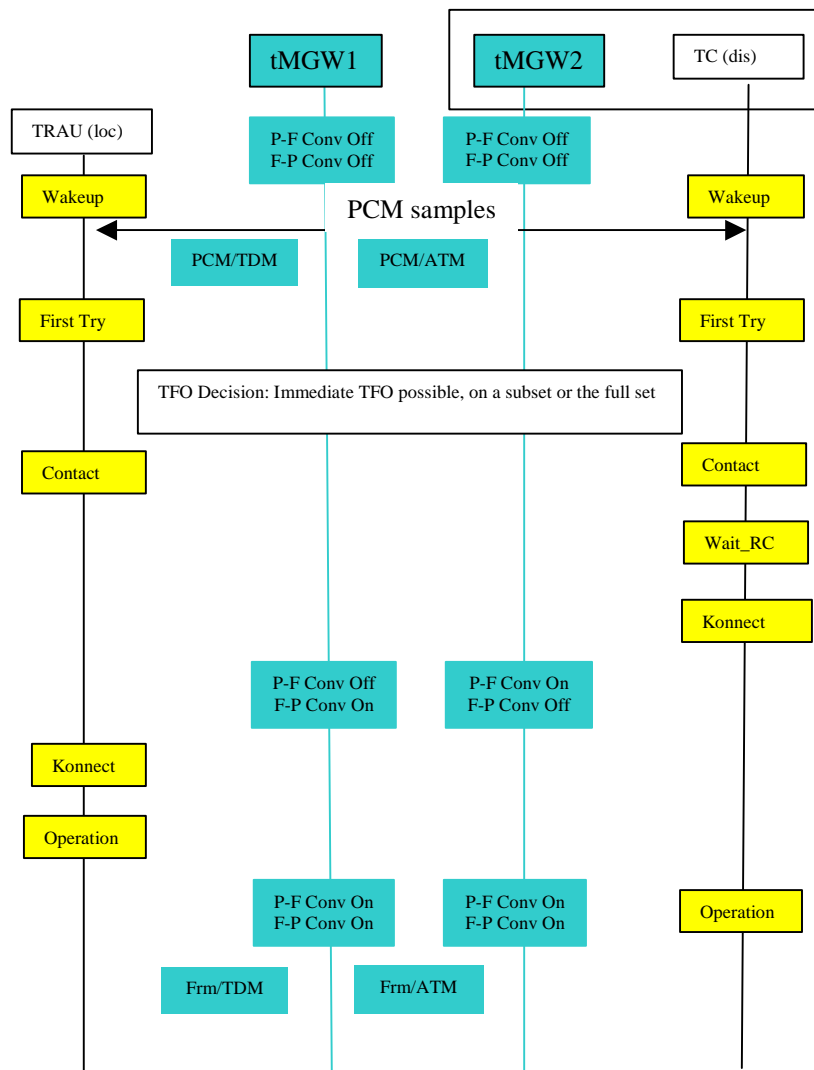 tMGW1
tMGW2
TC (dis)
TRAU (loc)
P-F Conv Off
F-P Conv Off
P-F Conv Off
F-P Conv Off
Wakeup
Wakeup
PCM samples
PCM/TDM
PCM/ATM
First Try
First Try
TFO Decision: Immediate TFO possible, on a subset or the full set
Contact
Contact
Wait_RC
Konnect
P-F Conv Off
F-P Conv On
P-F Conv On
F-P Conv Off
Konnect
Operation
P-F Conv On
F-P Conv On
P-F Conv On
F-P Conv On
Operation
Frm/TDM
Frm/ATM